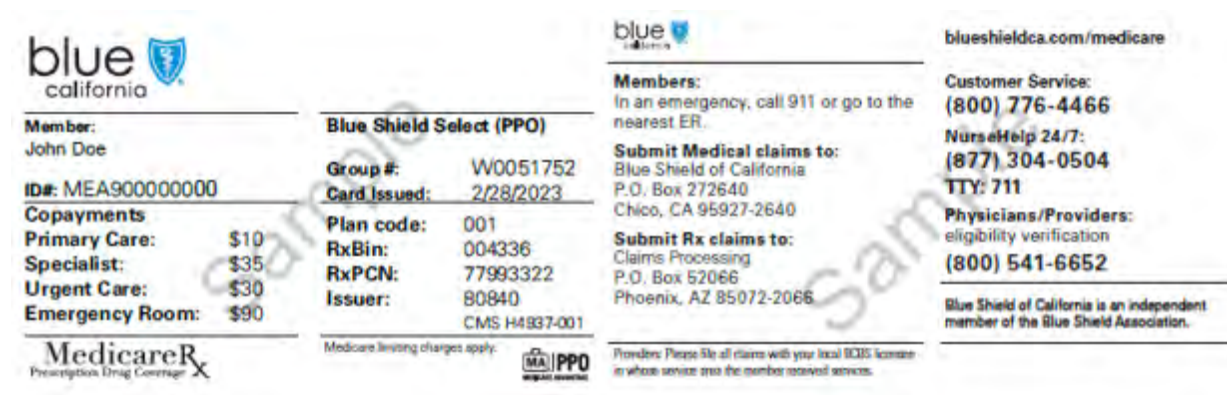 blue
california
Member:
John Doe
ID#: MEA900000000
Copayments
Primary Care: $10
Specialist: $35
Urgent Care: $30
Emergency Room: $90
MedicareRx
Prescription Drug Coverage
Blue Shield Select (PPO)
Group #: W0051752
Card Issued: 2/28/2023
Plan code: 001
RxBin: 004336
RxPCN: 77993322
Issuer: 80840
CMS H4937-001
Medicare limiting charges apply.
MA PPO
MEDICARE ADVANTAGE
Sample
blue
california
Members:
In an emergency, call 911 or go to the
nearest ER.
Submit Medical claims to:
Blue Shield of California
P.O. Box 272640
Chico, CA 95927-2640
Submit Rx claims to:
Claims Processing
P.O. Box 52066
Phoenix, AZ 85072-2066
Providers: Please file all claims with your local BCBS licensee
in whose service area the member received services.
blueshieldca.com/medicare
Customer Service:
(800) 776-4466
NurseHelp 24/7:
(877) 304-0504
TTY: 711
Physicians/Providers:
eligibility verification
(800) 541-6652
Blue Shield of California is an independent
member of the Blue Shield Association.
Sample